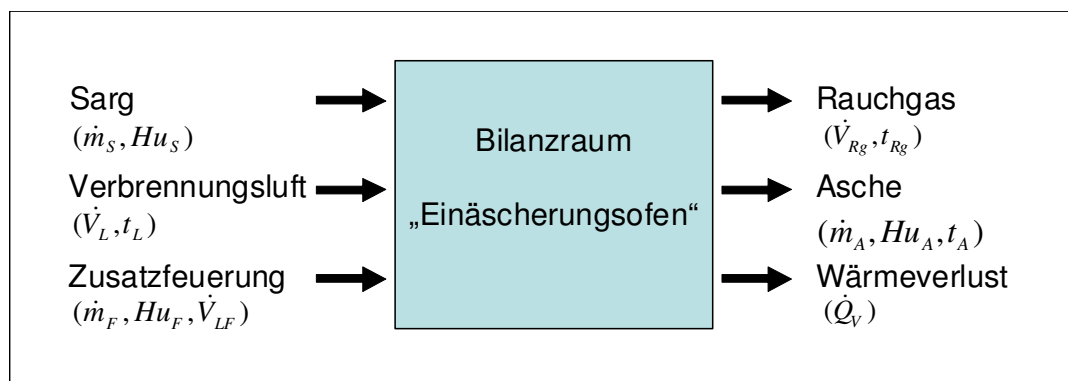 Sarg
(ṁ_S, Hu_S)
Verbrennungsluft
(V̇_L, t_L)
Zusatzfeuerung
(ṁ_F, Hu_F, V̇_LF)
Bilanzraum
„Einäscherungsofen“
Rauchgas
(V̇_Rg, t_Rg)
Asche
(ṁ_A, Hu_A, t_A)
Wärmeverlust
(Q̇_V)